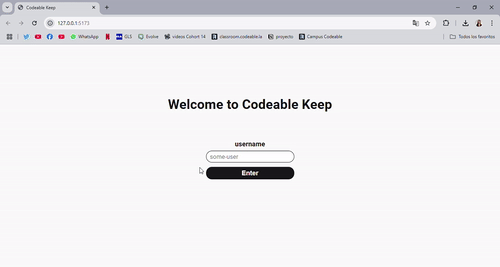 Codeable Keep
127.0.0.1:5173
WhatsApp GLS Evolve videos Cohort-14 classroom.codeable.la proyecto Campus Codeable Todos los favoritos
Welcome to Codeable Keep
username
some-user
Enter